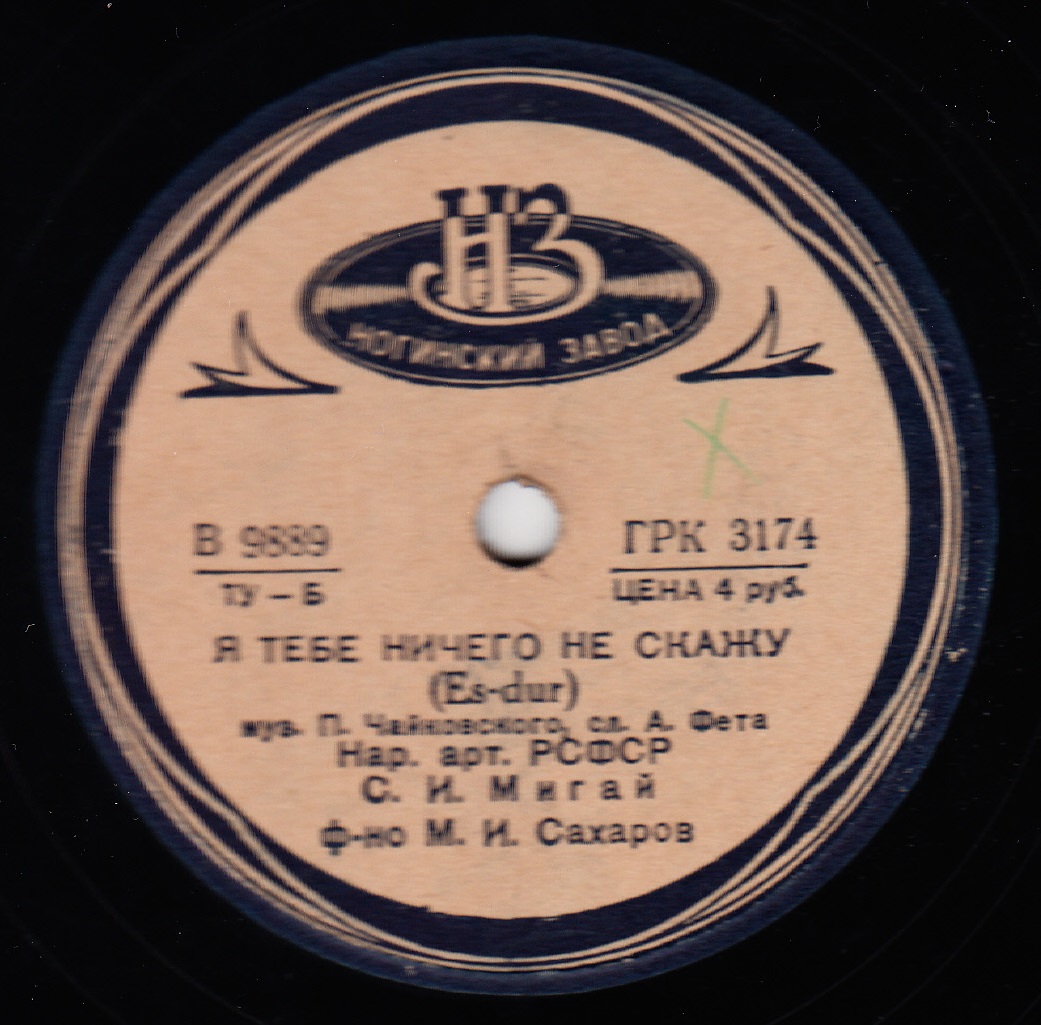 НЗ
НОГИНСКИЙ ЗАВОД
В 9889
ГРК 3174
ТУ – Б
ЦЕНА 4 руб.
Я ТЕБЕ НИЧЕГО НЕ СКАЖУ
(Es-dur)
муз. П. Чайковского, сл. А. Фета
Нар. арт. РСФСР
С. И. Мигай
ф-но М. И. Сахаров